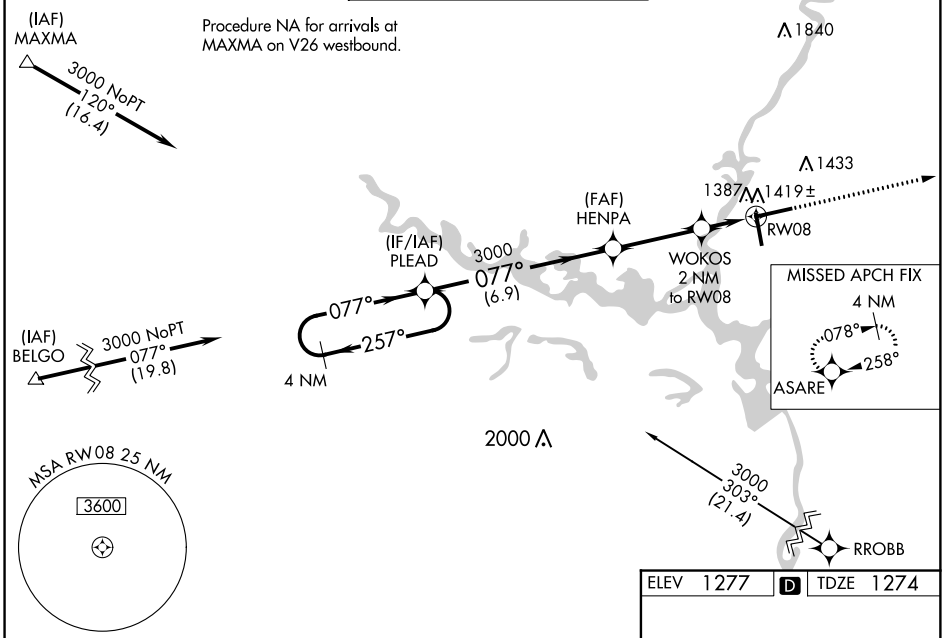 (IAF)
MAXMA
3000 NoPT
120°
(16.4)
Procedure NA for arrivals at
MAXMA on V26 westbound.
1840
1433
1387
1419±
RW08
(FAF)
HENPA
WOKOS
2 NM
to RW08
(IF/IAF)
PLEAD
3000
077°
(6.9)
077°
257°
4 NM
(IAF)
BELGO
3000 NoPT
077°
(19.8)
MISSED APCH FIX
4 NM
078°
258°
ASARE
2000
MSA RW08 25 NM
3600
3000
303°
(21.4)
RROBB
ELEV 1277 D TDZE 1274